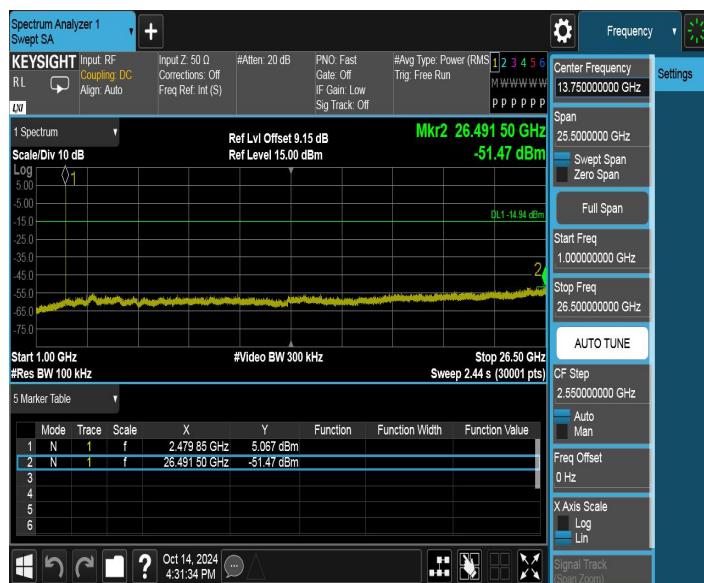 Spectrum Analyzer 1
Swept SA
Frequency
KEYSIGHT
RL
LXI
Input: RF
Coupling: DC
Align: Auto
Input Z: 50 Ω
Corrections: Off
Freq Ref: Int (S)
#Atten: 20 dB
PNO: Fast
Gate: Off
IF Gain: Low
Sig Track: Off
#Avg Type: Power (RMS
Trig: Free Run
1 2 3 4 5 6
M W W W W W
P P P P P P
1 Spectrum
Scale/Div 10 dB
Ref Lvl Offset 9.15 dB
Ref Level 15.00 dBm
Mkr2 26.491 50 GHz
-51.47 dBm
Log
5.00
-5.00
-15.0
-25.0
-35.0
-45.0
-55.0
-65.0
-75.0
1
DL1 -14.94 dBm
2
Start 1.00 GHz
#Res BW 100 kHz
#Video BW 300 kHz
Stop 26.50 GHz
Sweep 2.44 s (30001 pts)
5 Marker Table
Mode Trace Scale X Y Function Function Width Function Value
1 N 1 f 2.479 85 GHz 5.067 dBm
2 N 1 f 26.491 50 GHz -51.47 dBm
3
4
5
6
?
Oct 14, 2024
4:31:34 PM
Center Frequency
13.750000000 GHz
Settings
Span
25.5000000 GHz
Swept Span
Zero Span
Full Span
Start Freq
1.000000000 GHz
Stop Freq
26.500000000 GHz
AUTO TUNE
CF Step
2.550000000 GHz
Auto
Man
Freq Offset
0 Hz
X Axis Scale
Log
Lin
Signal Track
(Span Zoom)